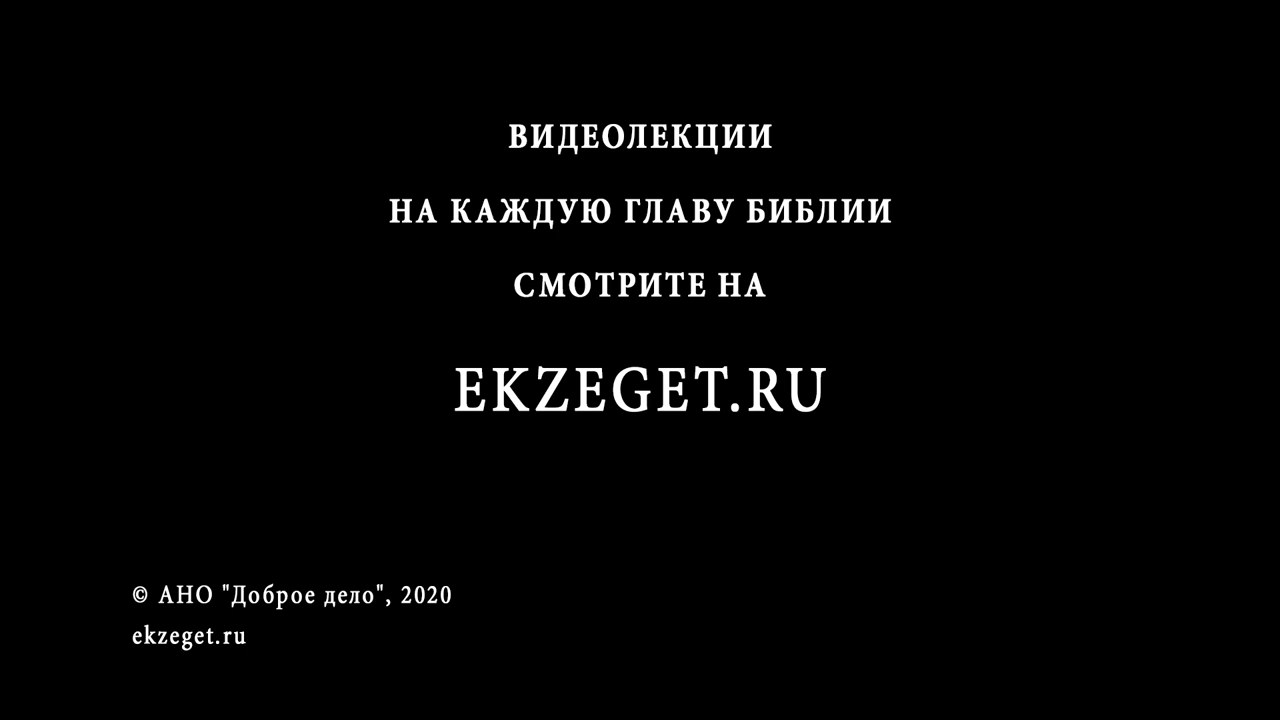 ВИДЕОЛЕКЦИИ
НА КАЖДУЮ ГЛАВУ БИБЛИИ
СМОТРИТЕ НА
EKZEGET.RU
© АНО "Доброе дело", 2020
ekzeget.ru